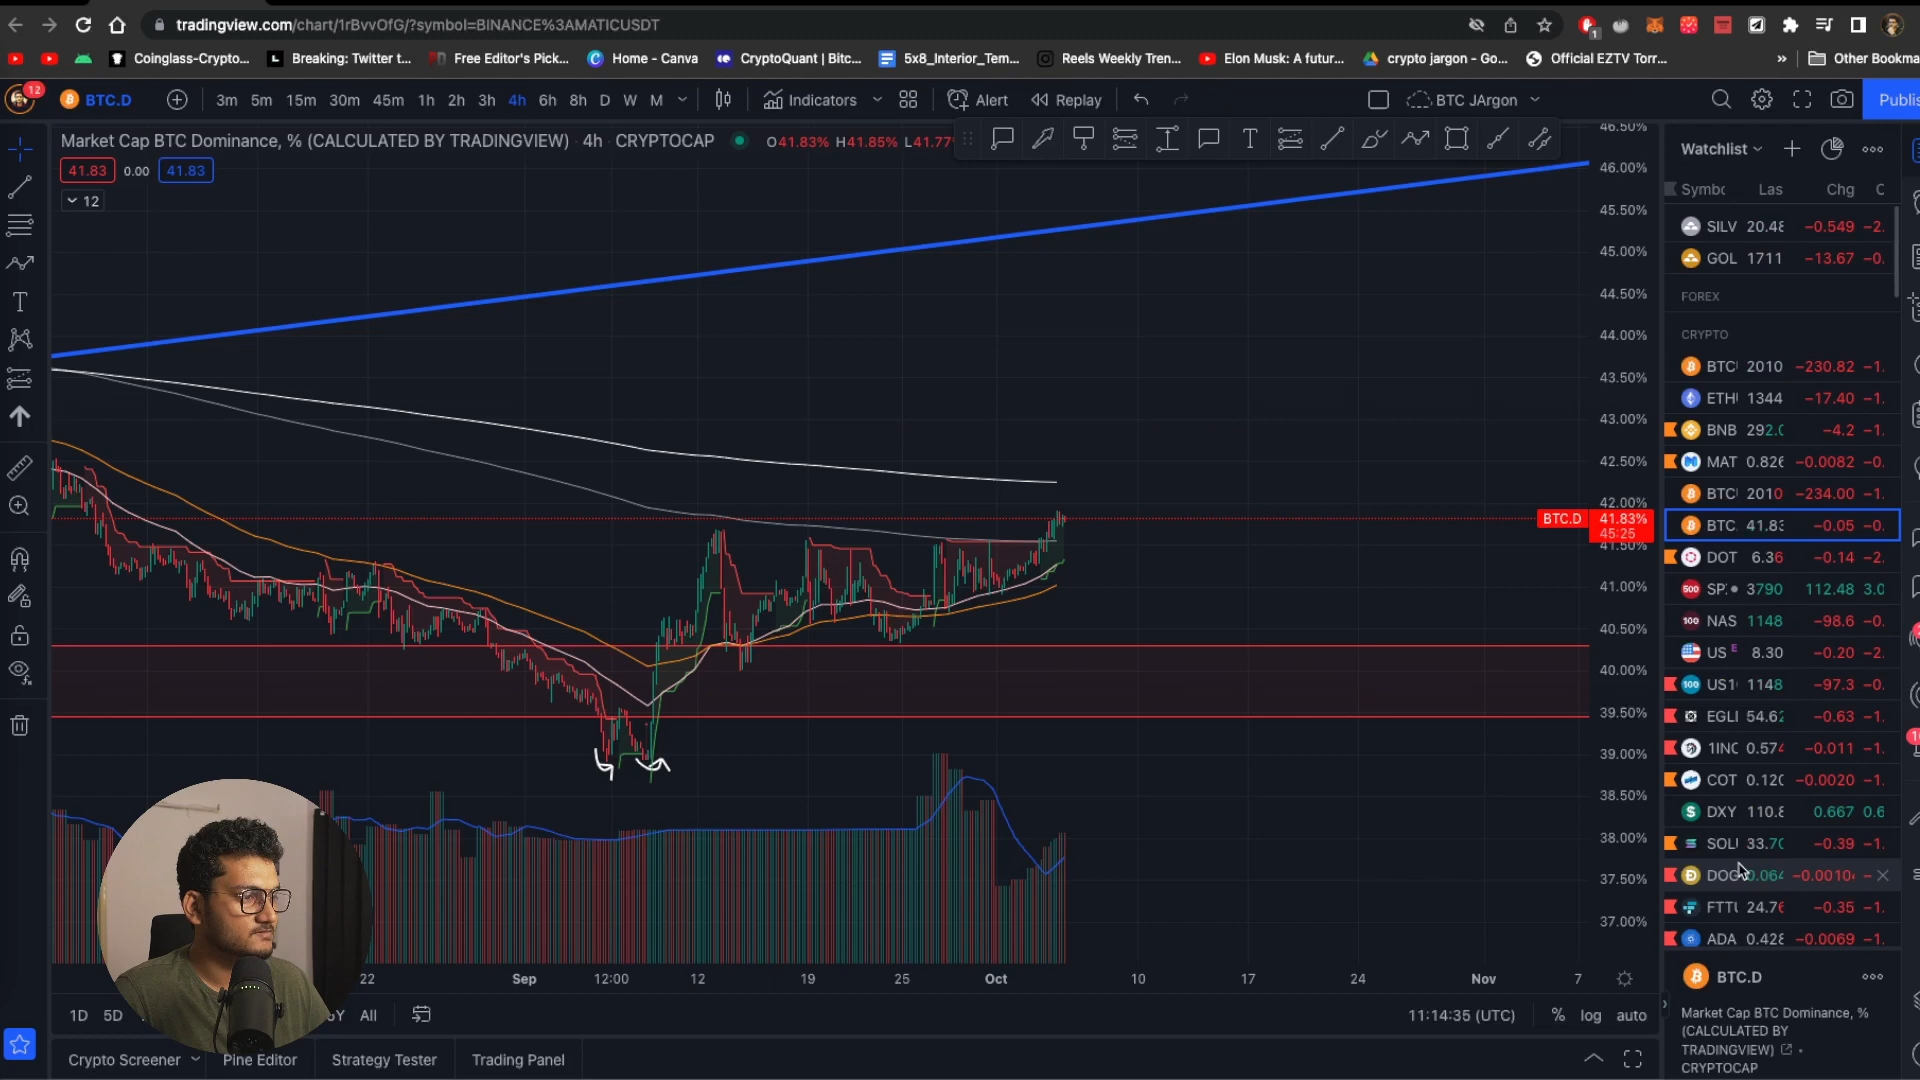 tradingview.com/chart/1rBvvOfG/?symbol=BINANCE%3AMATICUSDT
1
Coinglass-Crypto... Breaking: Twitter t... Free Editor's Pick... Home - Canva CryptoQuant | Bitc... 5x8_Interior_Tem... Reels Weekly Tren... Elon Musk: A futur... crypto jargon - Go... Official EZTV Torr... » Other Bookma
12 BTC.D 3m 5m 15m 30m 45m 1h 2h 3h 4h 6h 8h D W M Indicators Alert Replay BTC JArgon Publis
Market Cap BTC Dominance, % (CALCULATED BY TRADINGVIEW) · 4h · CRYPTOCAP O41.83% H41.85% L41.77
41.83 0.00 41.83
12
46.50%
46.00%
45.50%
45.00%
44.50%
44.00%
43.50%
43.00%
42.50%
42.00%
BTC.D 41.83%
45:25
41.50%
41.00%
40.50%
40.00%
39.50%
39.00%
38.50%
38.00%
37.50%
37.00%
22 Sep 12:00 12 19 25 Oct 10 17 24 Nov 7
1D 5D 5Y All 11:14:35 (UTC) % log auto
Crypto Screener Pine Editor Strategy Tester Trading Panel
Watchlist
Symbo Las Chg C
SILV 20.48 −0.549 −2.
GOL 1711 −13.67 −0.
FOREX
CRYPTO
BTC 2010 −230.82 −1.
ETH 1344 −17.40 −1.
BNB 292.0 −4.2 −1.
MAT 0.826 −0.0082 −0.
BTC 2010 −234.00 −1.
BTC. 41.83 −0.05 −0.
DOT 6.36 −0.14 −2.
500 SP 3790 112.48 3.0
100 NAS 1148 −98.6 −0.
US E 8.30 −0.20 −2.
100 US1 1148 −97.3 −0.
EGL 54.62 −0.63 −1.
1INC 0.574 −0.011 −1.
COT 0.120 −0.0020 −1.
DXY 110.8 0.667 0.6
SOL 33.70 −0.39 −1.
DOG 0.064 −0.00104 −
FTT 24.76 −0.35 −1.
ADA 0.428 −0.0069 −1.
BTC.D
Market Cap BTC Dominance, %
(CALCULATED BY
TRADINGVIEW)
CRYPTOCAP